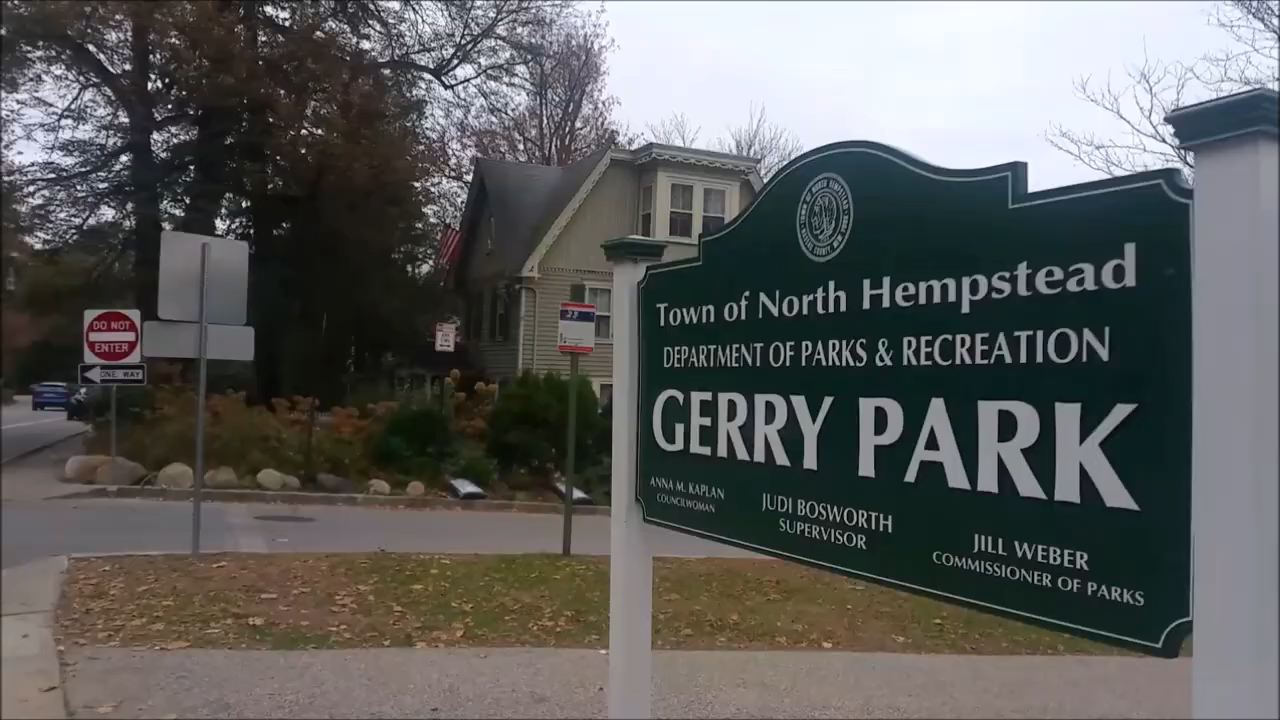 DO NOT
ENTER
ONE WAY
27
Town of North Hempstead
DEPARTMENT OF PARKS & RECREATION
GERRY PARK
ANNA M. KAPLAN
COUNCILWOMAN
JUDI BOSWORTH
SUPERVISOR
JILL WEBER
COMMISSIONER OF PARKS